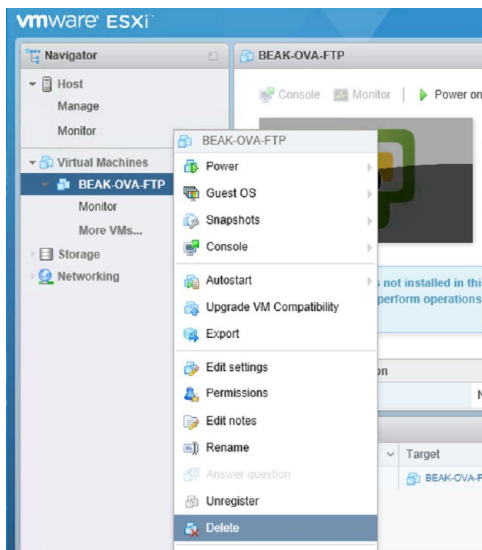 vmware ESXi
Navigator
BEAK-OVA-FTP
Host
Manage
Monitor
Console
Monitor
Power on
BEAK-OVA-FTP
Virtual Machines
BEAK-OVA-FTP
Monitor
More VMs...
Storage
Networking
Power
Guest OS
Snapshots
Console
Autostart
Upgrade VM Compatibility
Export
Edit settings
Permissions
Edit notes
Rename
Answer question
Unregister
Delete
not installed in thi
perform operations
on
N
Target
BEAK-OVA-F